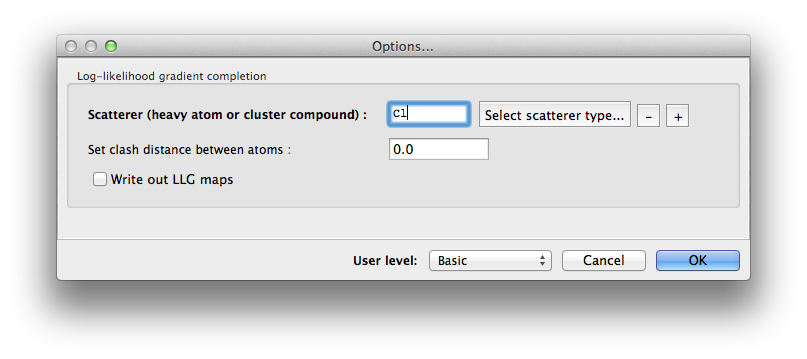 Options...
Log-likelihood gradient completion
Scatterer (heavy atom or cluster compound) : Cl Select scatterer type... - +
Set clash distance between atoms : 0.0
Write out LLG maps
User level: Basic Cancel OK